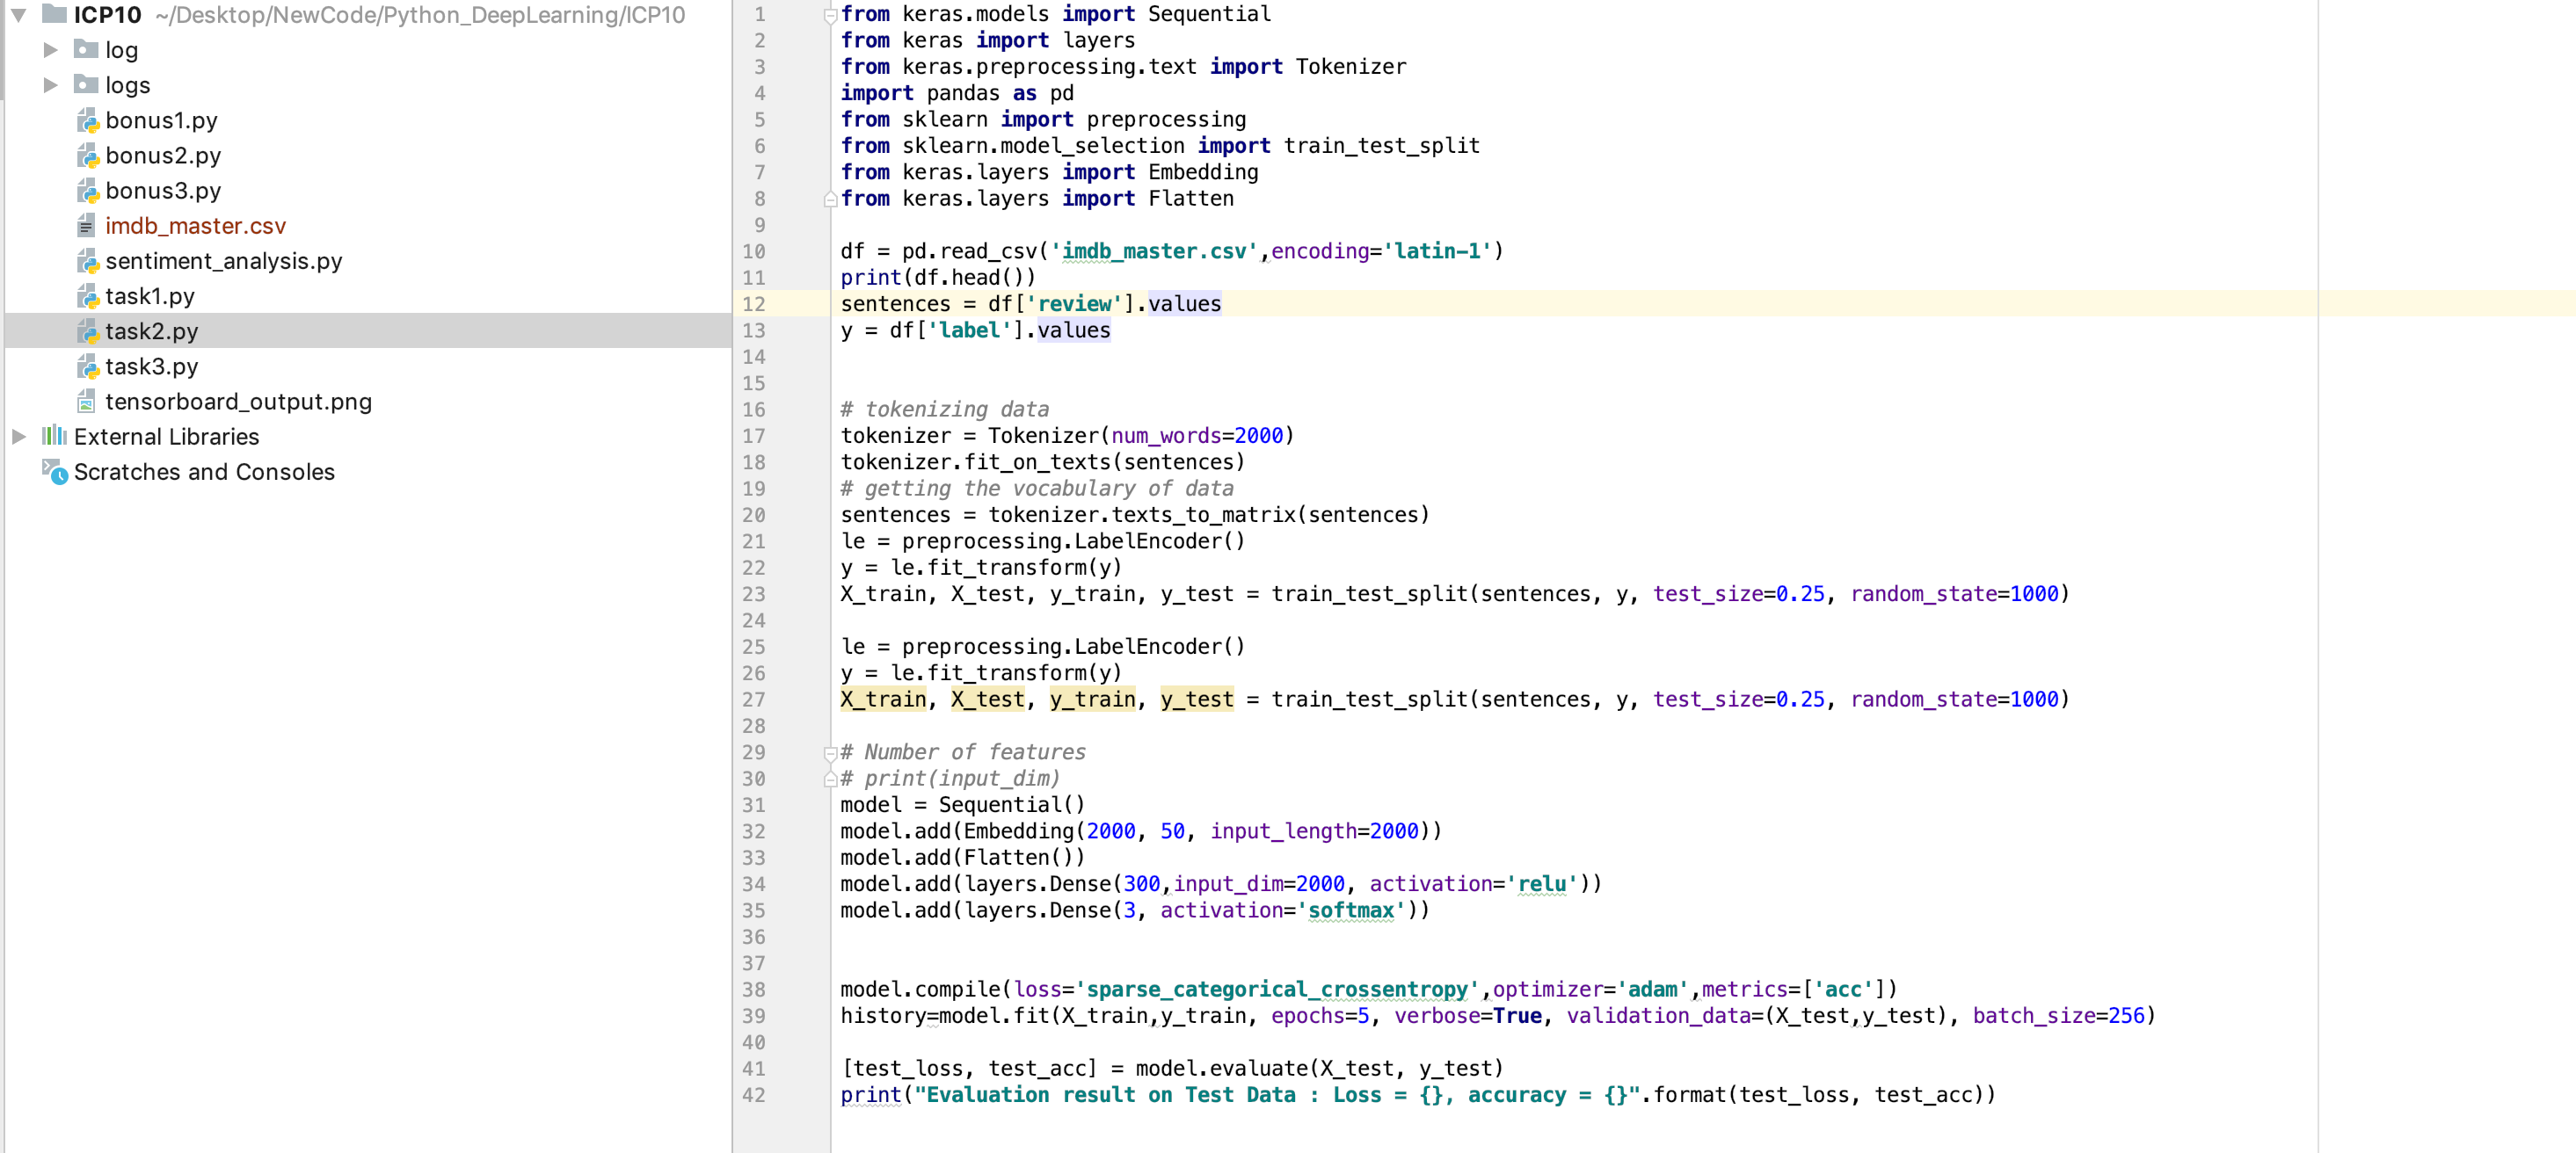 ICP10 ~/Desktop/NewCode/Python_DeepLearning/ICP10
log
logs
bonus1.py
bonus2.py
bonus3.py
imdb_master.csv
sentiment_analysis.py
task1.py
task2.py
task3.py
tensorboard_output.png
External Libraries
Scratches and Consoles
1 from keras.models import Sequential
2 from keras import layers
3 from keras.preprocessing.text import Tokenizer
4 import pandas as pd
5 from sklearn import preprocessing
6 from sklearn.model_selection import train_test_split
7 from keras.layers import Embedding
8 from keras.layers import Flatten
9
10 df = pd.read_csv('imdb_master.csv',encoding='latin-1')
11 print(df.head())
12 sentences = df['review'].values
13 y = df['label'].values
14
15
16 # tokenizing data
17 tokenizer = Tokenizer(num_words=2000)
18 tokenizer.fit_on_texts(sentences)
19 # getting the vocabulary of data
20 sentences = tokenizer.texts_to_matrix(sentences)
21 le = preprocessing.LabelEncoder()
22 y = le.fit_transform(y)
23 X_train, X_test, y_train, y_test = train_test_split(sentences, y, test_size=0.25, random_state=1000)
24
25 le = preprocessing.LabelEncoder()
26 y = le.fit_transform(y)
27 X_train, X_test, y_train, y_test = train_test_split(sentences, y, test_size=0.25, random_state=1000)
28
29 # Number of features
30 # print(input_dim)
31 model = Sequential()
32 model.add(Embedding(2000, 50, input_length=2000))
33 model.add(Flatten())
34 model.add(layers.Dense(300,input_dim=2000, activation='relu'))
35 model.add(layers.Dense(3, activation='softmax'))
36
37
38 model.compile(loss='sparse_categorical_crossentropy',optimizer='adam',metrics=['acc'])
39 history=model.fit(X_train,y_train, epochs=5, verbose=True, validation_data=(X_test,y_test), batch_size=256)
40
41 [test_loss, test_acc] = model.evaluate(X_test, y_test)
42 print("Evaluation result on Test Data : Loss = {}, accuracy = {}".format(test_loss, test_acc))